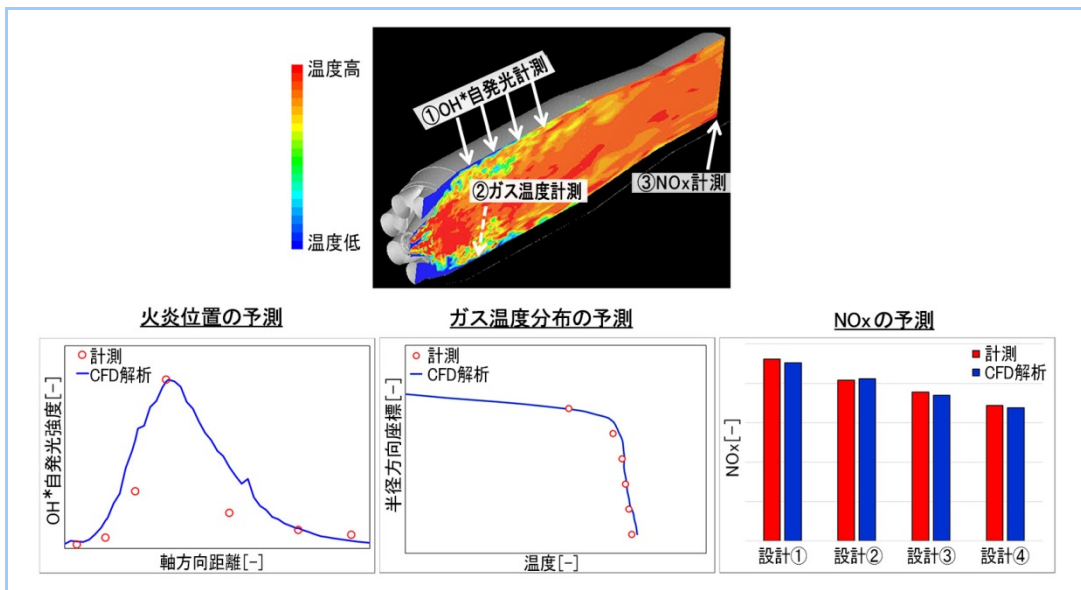 温度高
温度低
①OH*自発光計測
②ガス温度計測
③NOx計測
火炎位置の予測
計測
CFD解析
OH*自発光強度[-]
軸方向距離[-]
ガス温度分布の予測
計測
CFD解析
半径方向座標[-]
温度[-]
NOxの予測
計測
CFD解析
NOx[-]
設計① 設計② 設計③ 設計④